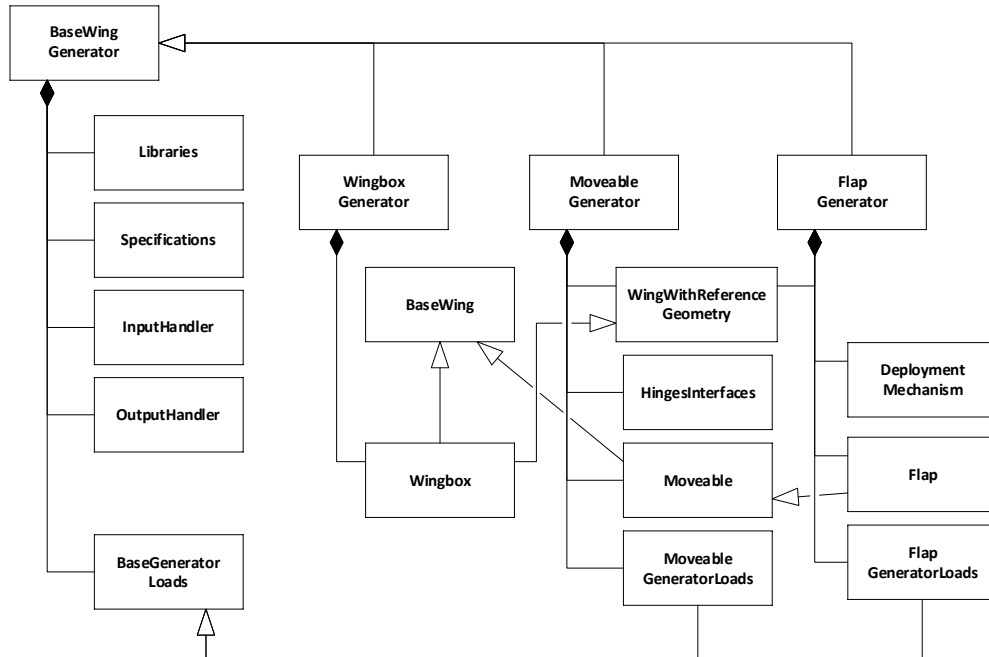 BaseWing
Generator
Libraries
Specifications
InputHandler
OutputHandler
BaseGenerator
Loads
Wingbox
Generator
BaseWing
Wingbox
Moveable
Generator
WingWithReference
Geometry
HingesInterfaces
Moveable
Moveable
GeneratorLoads
Flap
Generator
Deployment
Mechanism
Flap
Flap
GeneratorLoads